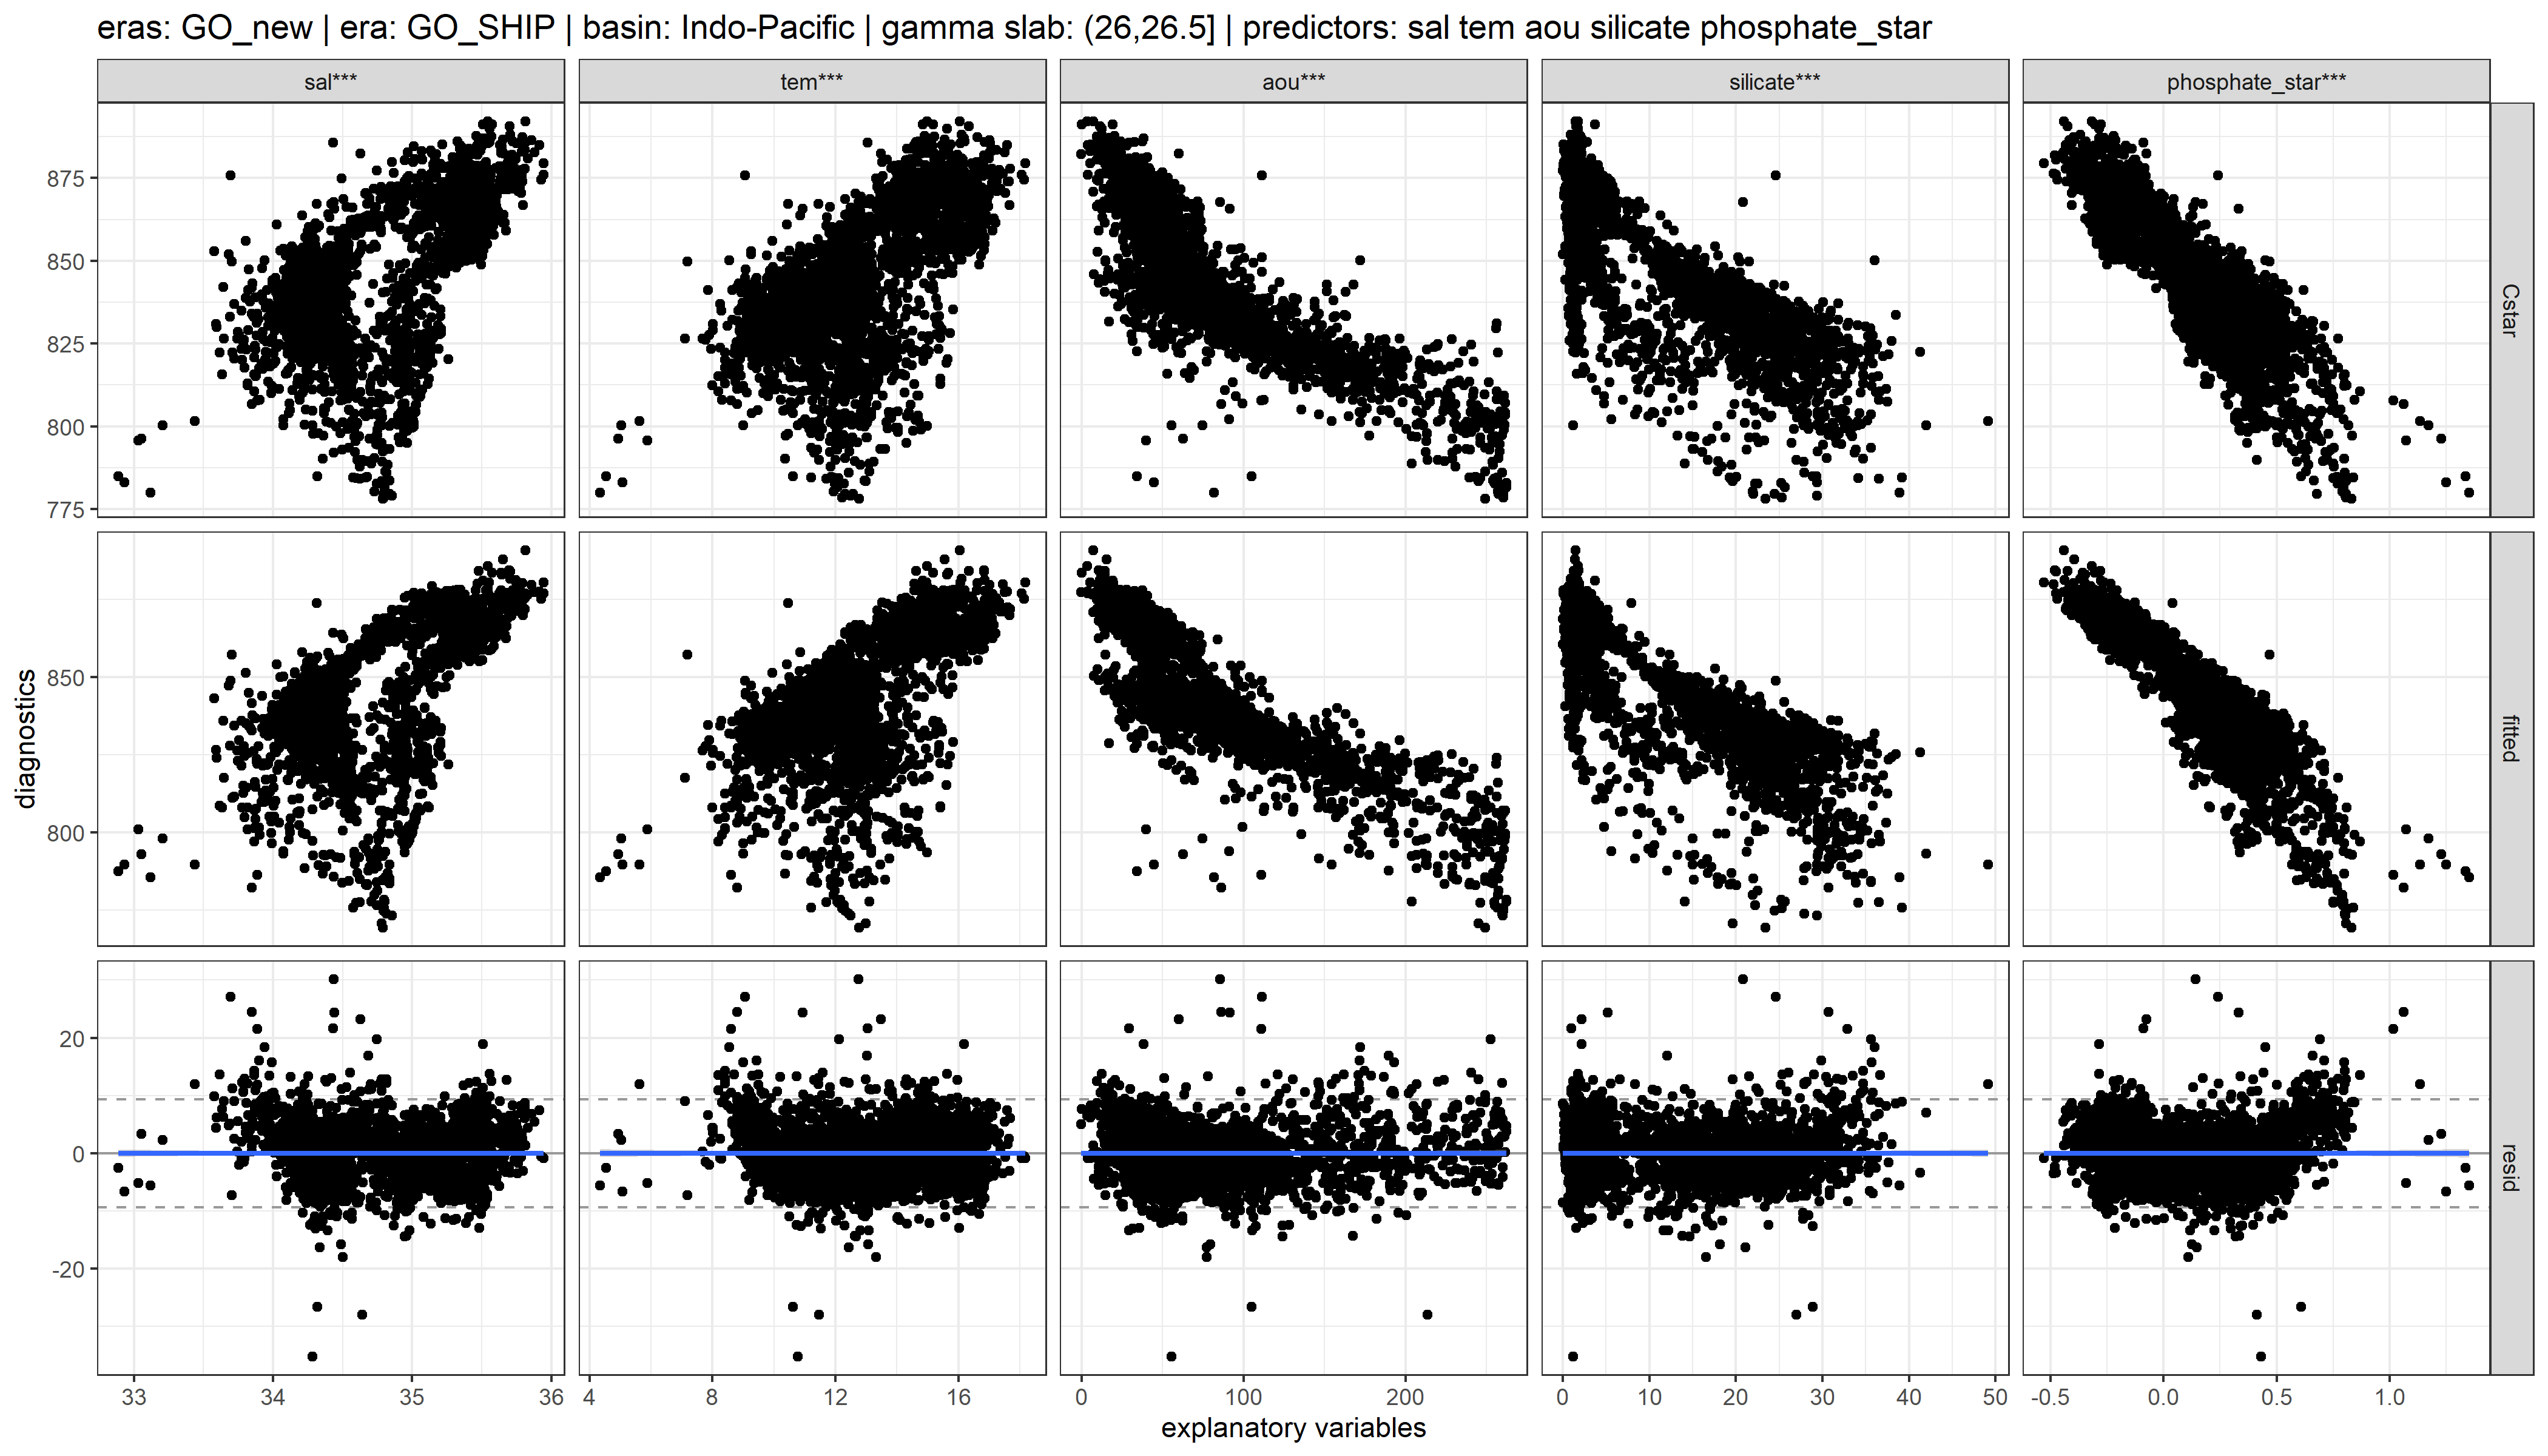 eras: GO_new | era: GO_SHIP | basin: Indo-Pacific | gamma slab: (26,26.5] | predictors: sal tem aou silicate phosphate_star
sal*** tem*** aou*** silicate*** phosphate_star***
875
850
825
800
775
Cstar
850
800
fitted
20
0
-20
resid
diagnostics
33 34 35 36 4 8 12 16 0 100 200 0 10 20 30 40 50 -0.5 0.0 0.5 1.0
explanatory variables